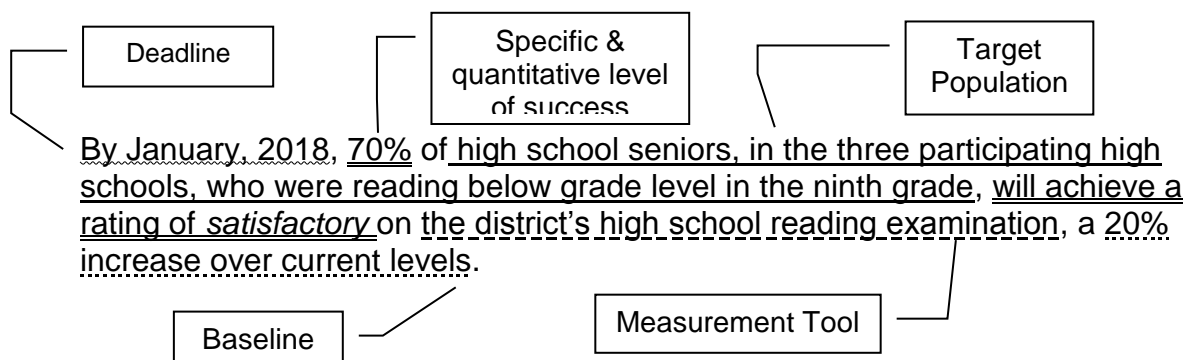 Deadline
Specific &
quantitative level
of success
Target
Population
By January, 2018, 70% of high school seniors, in the three participating high
schools, who were reading below grade level in the ninth grade, will achieve a
rating of satisfactory on the district’s high school reading examination, a 20%
increase over current levels.
Baseline
Measurement Tool